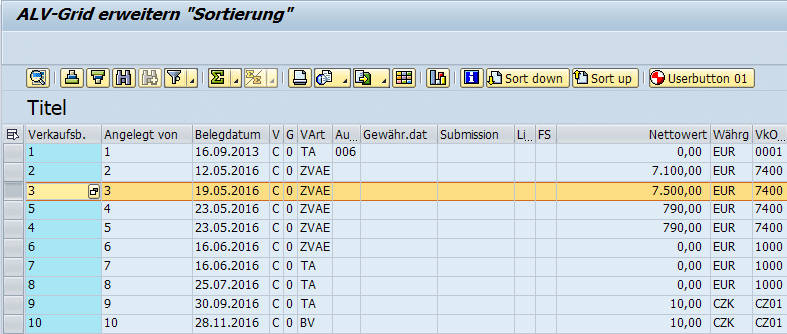 ALV-Grid erweitern "Sortierung"
Sort down Sort up Userbutton 01
Titel
Verkaufsb. Angelegt von Belegdatum V G VArt Au... Gewähr.dat Submission Li... FS Nettowert Währg VkO...
1 1 16.09.2013 C 0 TA 006 0,00 EUR 0001
2 2 12.05.2016 C 0 ZVAE 7.100,00 EUR 7400
3 3 19.05.2016 C 0 ZVAE 7.500,00 EUR 7400
5 4 23.05.2016 C 0 ZVAE 790,00 EUR 7400
4 5 23.05.2016 C 0 ZVAE 790,00 EUR 7400
6 6 16.06.2016 C 0 ZVAE 0,00 EUR 1000
7 7 16.06.2016 C 0 TA 0,00 EUR 1000
8 8 25.07.2016 C 0 TA 0,00 EUR 1000
9 9 30.09.2016 C 0 TA 10,00 CZK CZ01
10 10 28.11.2016 C 0 BV 10,00 CZK CZ01